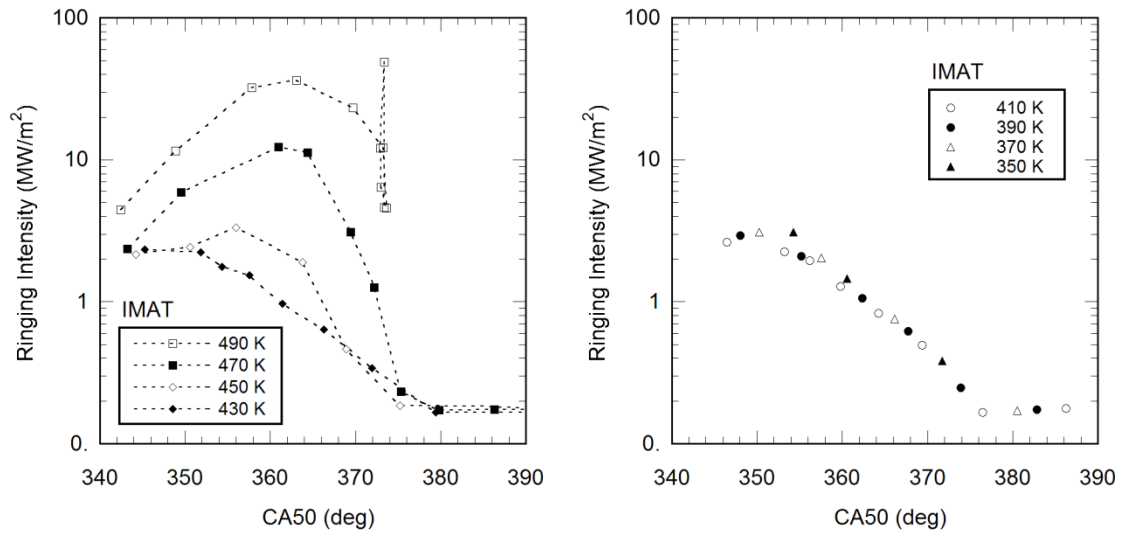 100
10
1
0.
Ringing Intensity (MW/m²)
IMAT
490 K
470 K
450 K
430 K
340 350 360 370 380 390
CA50 (deg)
100
10
1
0.
Ringing Intensity (MW/m²)
IMAT
410 K
390 K
370 K
350 K
340 350 360 370 380 390
CA50 (deg)